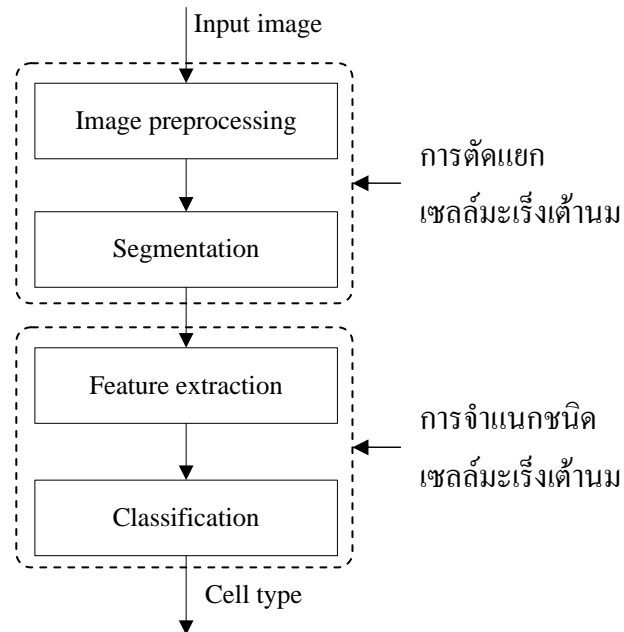 Input image
Image preprocessing
การตัดแยก
เซลล์มะเร็งเต้านม
Segmentation
Feature extraction
การจำแนกชนิด
เซลล์มะเร็งเต้านม
Classification
Cell type